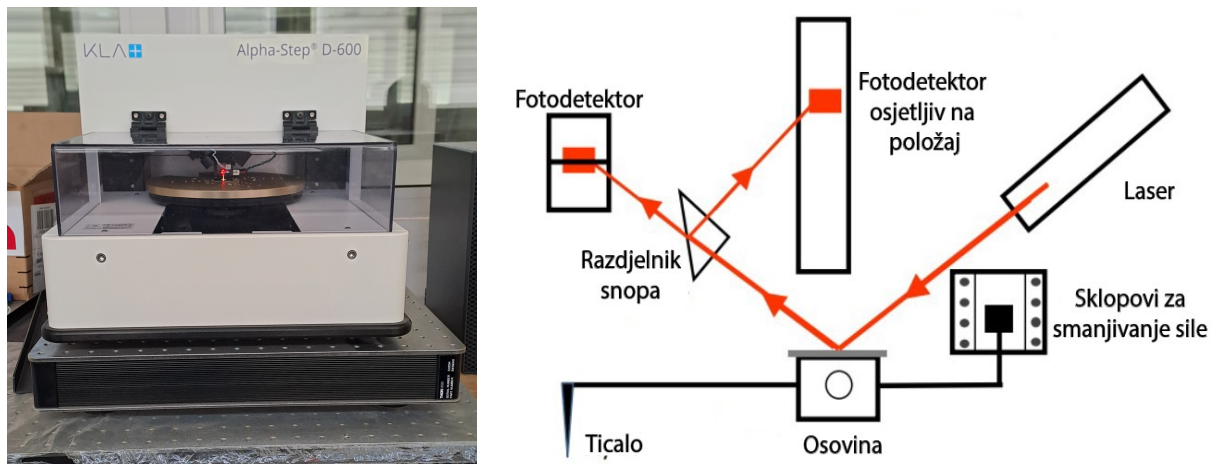 KLA
Alpha-Step® D-600
Fotodetektor
Fotodetektor
osjetljiv na
položaj
Laser
Razdjelnik
snopa
Sklopovi za
smanjivanje sile
Ticalo
Osovina